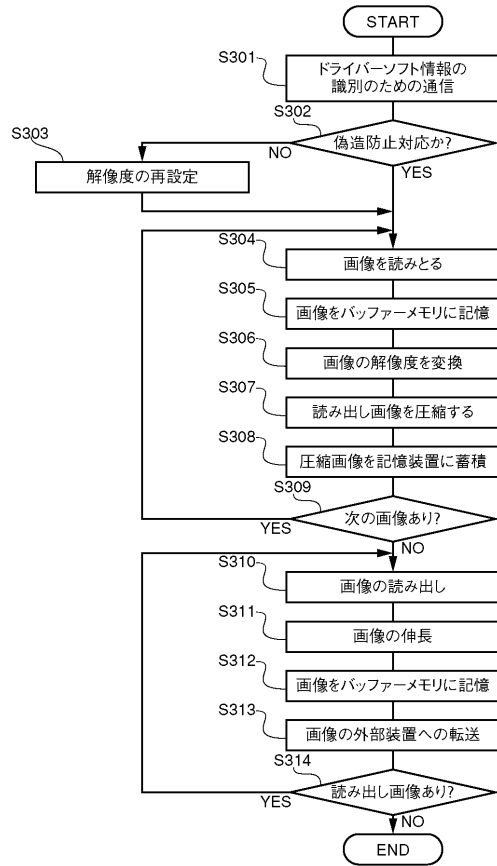 START
S301
ドライバーソフト情報の
識別のための通信
S302
偽造防止対応か?
S303
NO
YES
解像度の再設定
S304
画像を読みとる
S305
画像をバッファーメモリに記憶
S306
画像の解像度を変換
S307
読み出し画像を圧縮する
S308
圧縮画像を記憶装置に蓄積
S309
次の画像あり?
YES
NO
S310
画像の読み出し
S311
画像の伸長
S312
画像をバッファーメモリに記憶
S313
画像の外部装置への転送
S314
読み出し画像あり?
YES
NO
END